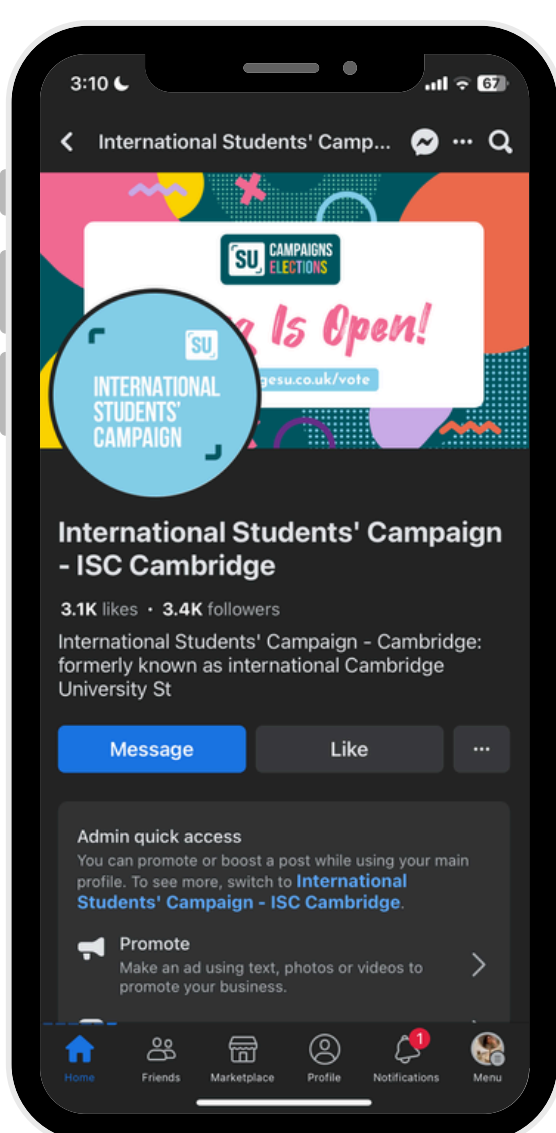 3:10
67
International Students' Camp...
SU CAMPAIGNS
ELECTIONS
Is Open!
gesu.co.uk/vote
SU
INTERNATIONAL
STUDENTS'
CAMPAIGN
International Students' Campaign
- ISC Cambridge
3.1K likes · 3.4K followers
International Students' Campaign - Cambridge:
formerly known as international Cambridge
University St
Message
Like
Admin quick access
You can promote or boost a post while using your main
profile. To see more, switch to International
Students' Campaign - ISC Cambridge.
Promote
Make an ad using text, photos or videos to
promote your business.
1
Home
Friends
Marketplace
Profile
Notifications
Menu